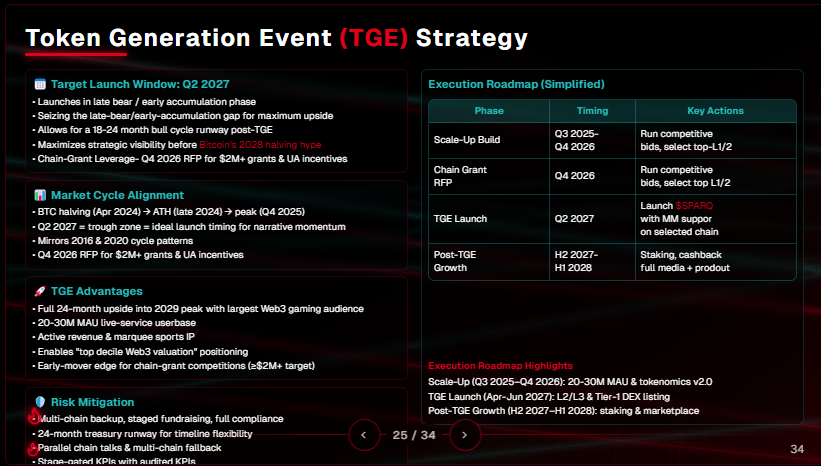 Token Generation Event (TGE) Strategy
Target Launch Window: Q2 2027
• Launches in late bear / early accumulation phase
• Seizing the late-bear/early-accumulation gap for maximum upside
• Allows for a 18-24 month bull cycle runway post-TGE
• Maximizes strategic visibility before Bitcoin's 2028 halving hype
• Chain-Grant Leverage- Q4 2026 RFP for $2M+ grants & UA incentives
Market Cycle Alignment
• BTC halving (Apr 2024) → ATH (late 2024) → peak (Q4 2025)
• Q2 2027 = trough zone = ideal launch timing for narrative momentum
• Mirrors 2016 & 2020 cycle patterns
• Q4 2026 RFP for $2M+ grants & UA incentives
TGE Advantages
• Full 24-month upside into 2029 peak with largest Web3 gaming audience
• 20-30M MAU live-service userbase
• Active revenue & marquee sports IP
• Enables "top decile Web3 valuation" positioning
• Early-mover edge for chain-grant competitions (≥$2M+ target)
Risk Mitigation
• Multi-chain backup, staged fundraising, full compliance
• 24-month treasury runway for timeline flexibility
• Parallel chain talks & multi-chain fallback
• Stage-gated KPIs with audited KPIs
Execution Roadmap (Simplified)
Phase Timing Key Actions
Scale-Up Build Q3 2025-
Q4 2026 Run competitive
bids, select top-L1/2
Chain Grant
RFP Q4 2026 Run competitive
bids, select top L1/2
TGE Launch Q2 2027 Launch $SPARQ
with MM suppor
on selected chain
Post-TGE
Growth H2 2027-
H1 2028 Staking, cashback
full media + prodout
Execution Roadmap Highlights
Scale-Up (Q3 2025–Q4 2026): 20-30M MAU & tokenomics v2.0
TGE Launch (Apr-Jun 2027): L2/L3 & Tier-1 DEX listing
Post-TGE Growth (H2 2027–H1 2028): staking & marketplace
25 / 34
34